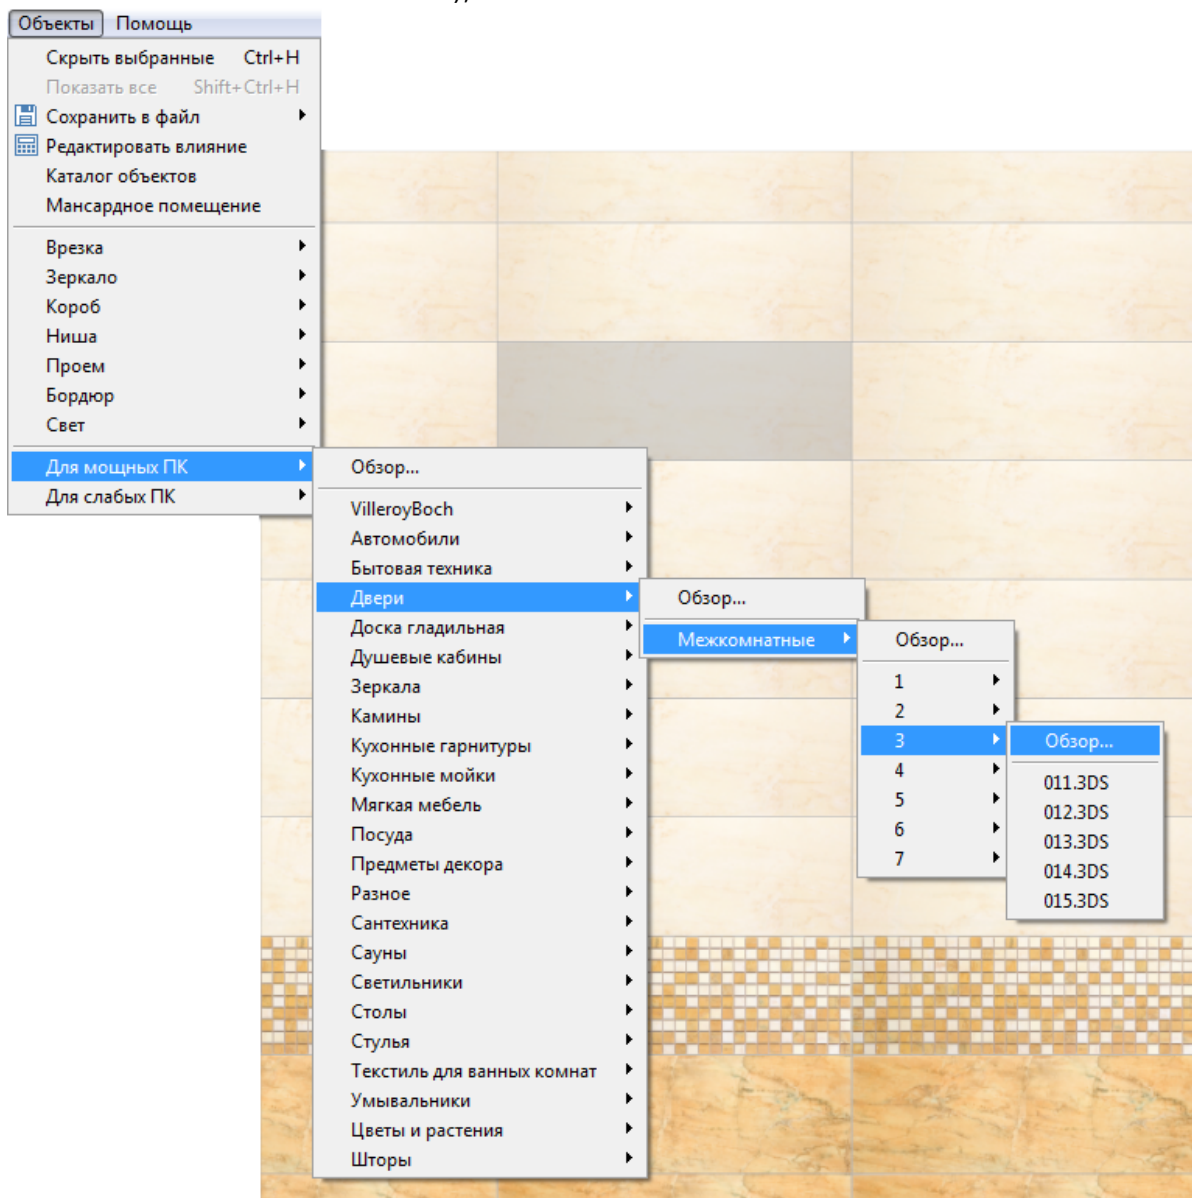 Объекты Помощь
Скрыть выбранные Ctrl+H
Показать все Shift+Ctrl+H
Сохранить в файл
Редактировать влияние
Каталог объектов
Мансардное помещение
Врезка
Зеркало
Короб
Ниша
Проем
Бордюр
Свет
Для мощных ПК
Для слабых ПК
Обзор...
VilleroyBoch
Автомобили
Бытовая техника
Двери
Доска гладильная
Душевые кабины
Зеркала
Камины
Кухонные гарнитуры
Кухонные мойки
Мягкая мебель
Посуда
Предметы декора
Разное
Сантехника
Сауны
Светильники
Столы
Стулья
Текстиль для ванных комнат
Умывальники
Цветы и растения
Шторы
Обзор...
Межкомнатные
Обзор...
1
2
3
4
5
6
7
Обзор...
011.3DS
012.3DS
013.3DS
014.3DS
015.3DS